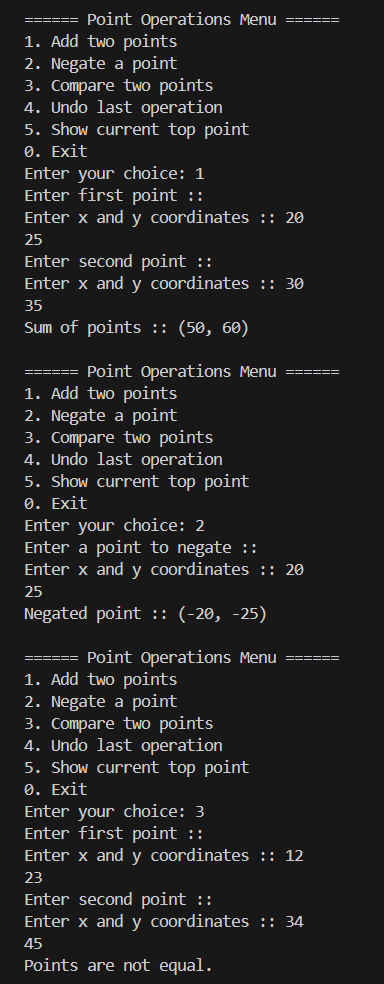 ====== Point Operations Menu ======
1. Add two points
2. Negate a point
3. Compare two points
4. Undo last operation
5. Show current top point
0. Exit
Enter your choice: 1
Enter first point ::
Enter x and y coordinates :: 20
25
Enter second point ::
Enter x and y coordinates :: 30
35
Sum of points :: (50, 60)
====== Point Operations Menu ======
1. Add two points
2. Negate a point
3. Compare two points
4. Undo last operation
5. Show current top point
0. Exit
Enter your choice: 2
Enter a point to negate ::
Enter x and y coordinates :: 20
25
Negated point :: (-20, -25)
====== Point Operations Menu ======
1. Add two points
2. Negate a point
3. Compare two points
4. Undo last operation
5. Show current top point
0. Exit
Enter your choice: 3
Enter first point ::
Enter x and y coordinates :: 12
23
Enter second point ::
Enter x and y coordinates :: 34
45
Points are not equal.